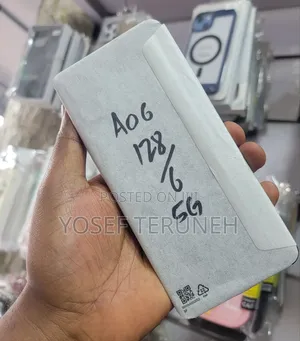 A06
128/6
5G
POSTED ON
YOSEF TERUNEH